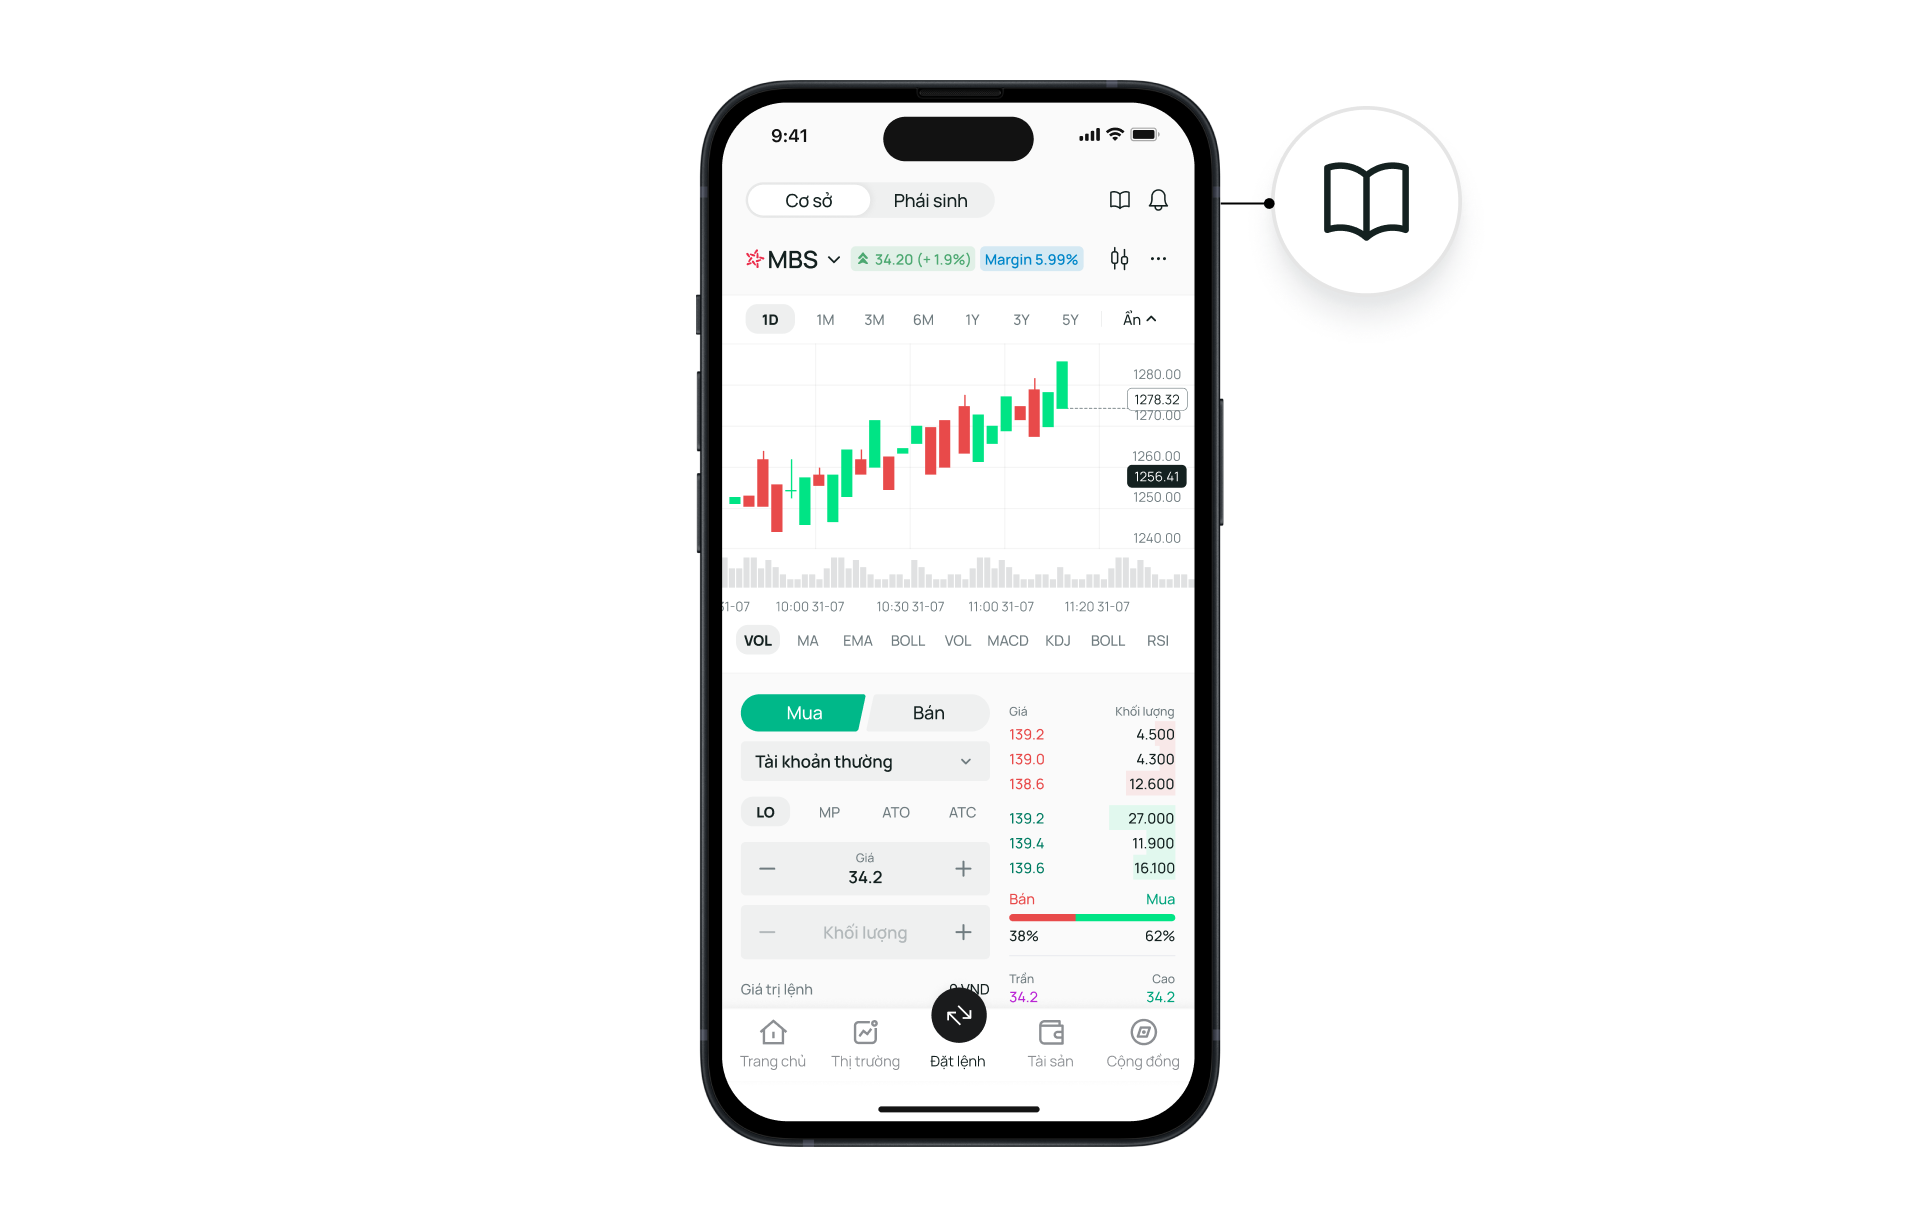 9:41
Cơ sở Phái sinh
MBS 34.20 (+1.9%) Margin 5.99%
1D 1M 3M 6M 1Y 3Y 5Y Ẩn
1280.00
1278.32
1270.00
1260.00
1256.41
1250.00
1240.00
31-07 10:00 31-07 10:30 31-07 11:00 31-07 11:20 31-07
VOL MA EMA BOLL VOL MACD KDJ BOLL RSI
Mua Bán
Tài khoản thường
LO MP ATO ATC
Giá
34.2
Khối lượng
Giá trị lệnh 0 VND
Giá Khối lượng
139.2 4.500
139.0 4.300
138.6 12.600
139.2 27.000
139.4 11.900
139.6 16.100
Bán Mua
38% 62%
Trần Cao
34.2 34.2
Trang chủ Thị trường Đặt lệnh Tài sản Cộng đồng